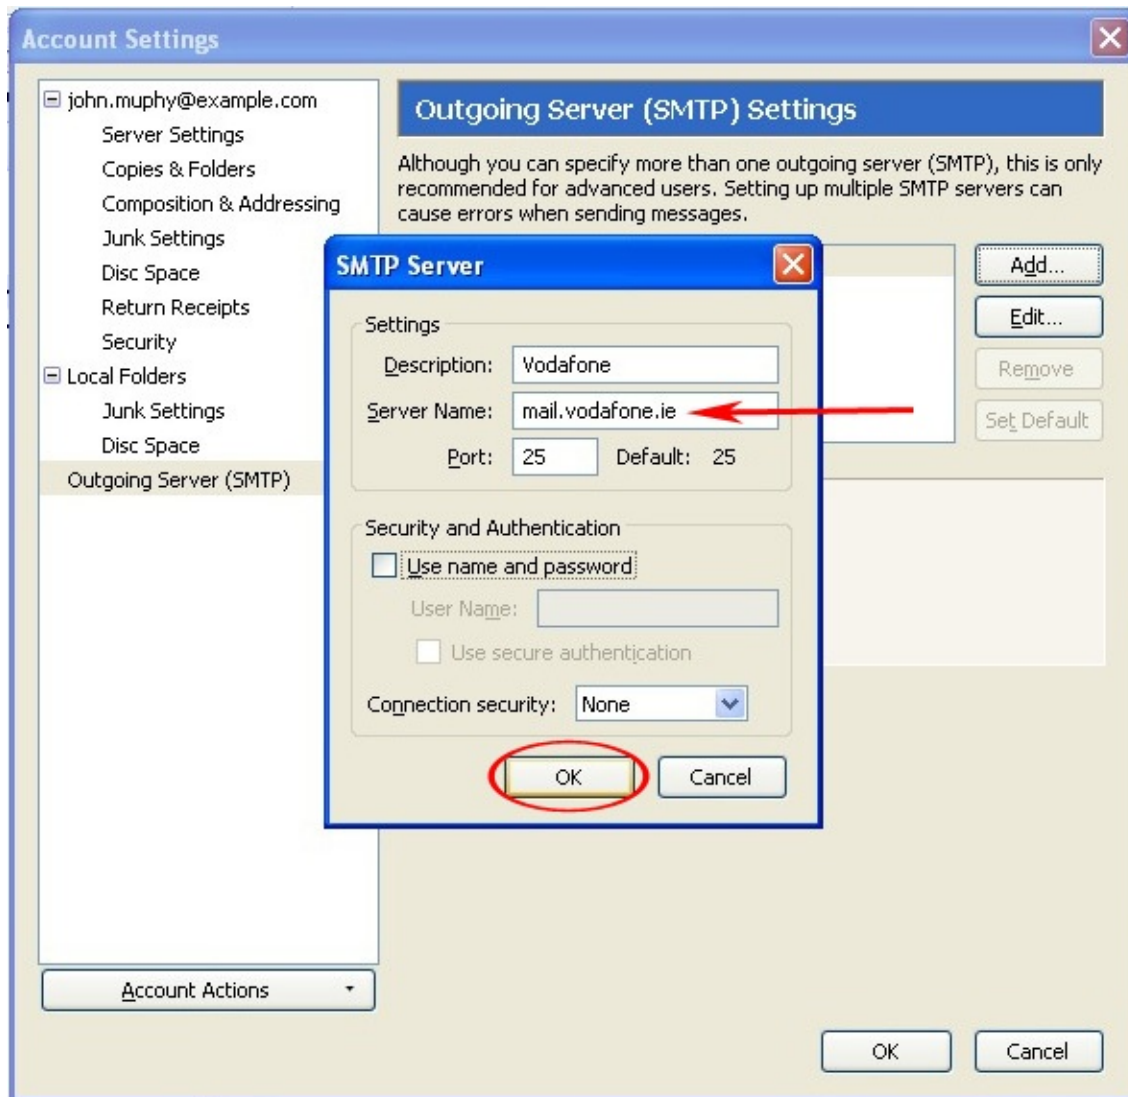 Account Settings
john.muphy@example.com
Server Settings
Copies & Folders
Composition & Addressing
Junk Settings
Disc Space
Return Receipts
Security
Local Folders
Junk Settings
Disc Space
Outgoing Server (SMTP)
Account Actions
Outgoing Server (SMTP) Settings
Although you can specify more than one outgoing server (SMTP), this is only
recommended for advanced users. Setting up multiple SMTP servers can
cause errors when sending messages.
Add...
Edit...
Remove
Set Default
SMTP Server
Settings
Description: Vodafone
Server Name: mail.vodafone.ie
Port: 25 Default: 25
Security and Authentication
Use name and password
User Name:
Use secure authentication
Connection security: None
OK Cancel
OK Cancel